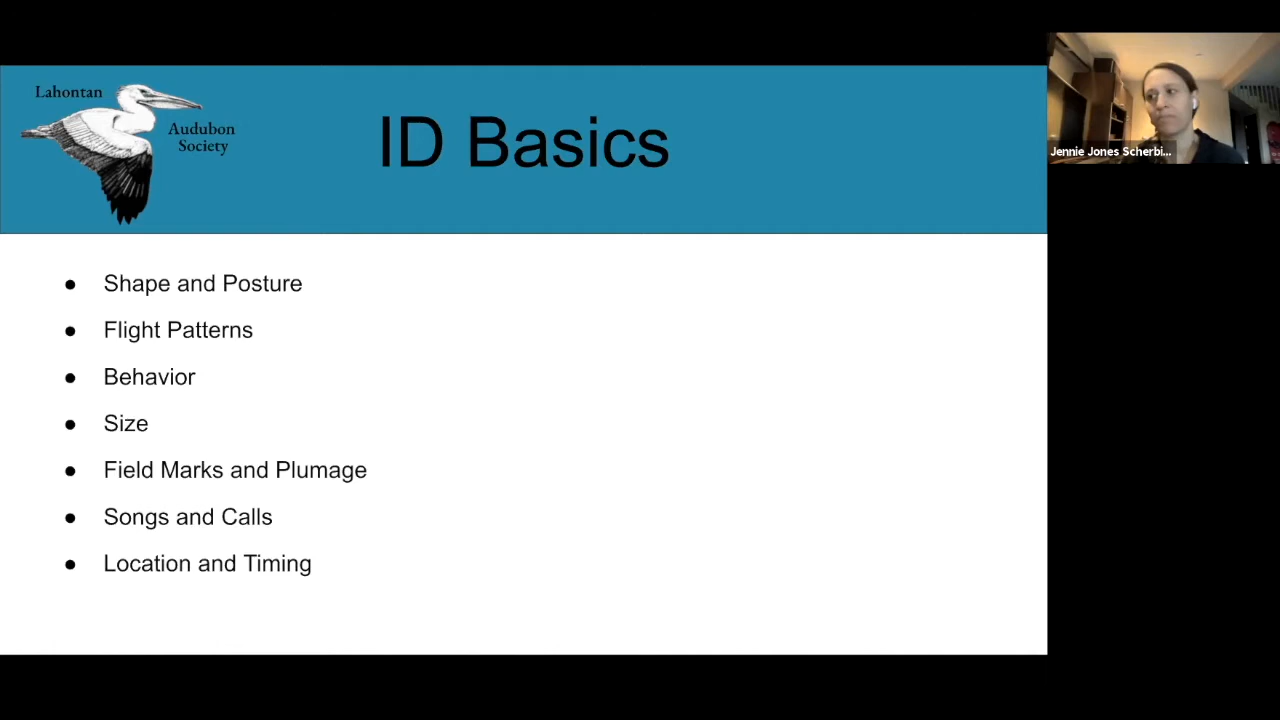 Lahontan
Audubon
Society
ID Basics
Jennie Jones Scherbi...
● Shape and Posture
● Flight Patterns
● Behavior
● Size
● Field Marks and Plumage
● Songs and Calls
● Location and Timing